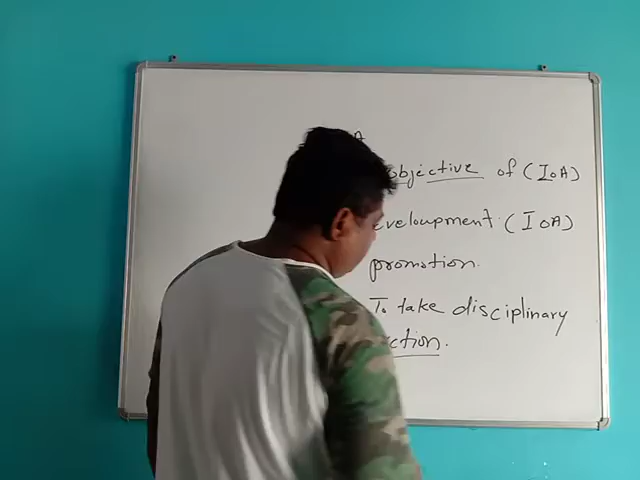 A
objective of (IOA)
eveloupment (IOA)
promotion.
To take disciplinary
ction.